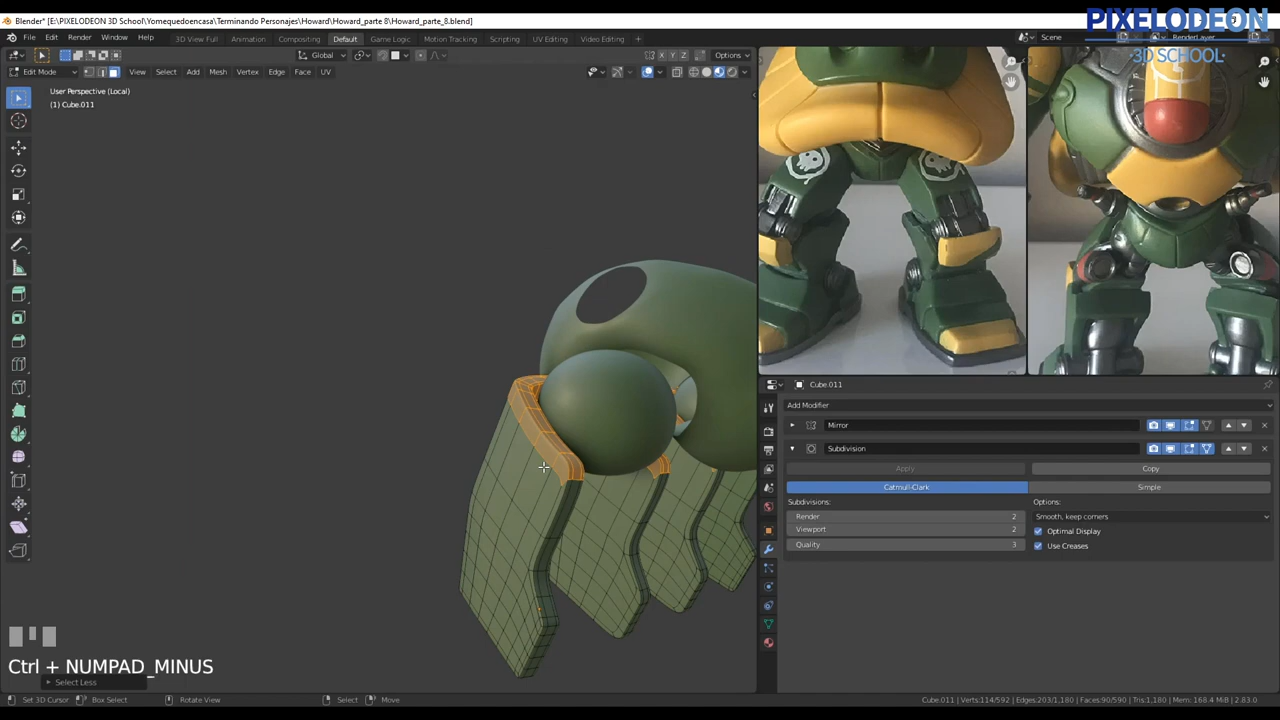 Blender* [E:\PIXELODEON 3D School\Yomequedoencasa\Terminando Personajes\Howard\Howard_parte 8\Howard_parte_8.blend]
PIXELODEON
3D SCHOOL
File Edit Render Window Help 3D View Full Animation Compositing Default Game Logic Motion Tracking Scripting UV Editing Video Editing + Scene RenderLayer
Global X Y Z Options
Edit Mode View Select Add Mesh Vertex Edge Face UV
User Perspective (Local)
(1) Cube.011
Cube.011
Add Modifier
Mirror
Subdivision
Apply Copy
Catmull-Clark Simple
Subdivisions: Options:
Render 2 Smooth, keep corners
Viewport 2 Optimal Display
Quality 3 Use Creases
Ctrl + NUMPAD_MINUS
Select Less
Set 3D Cursor Box Select Rotate View Select Move Cube.011 | Verts:114/592 | Edges:203/1,180 | Faces:90/590 | Tris:1,180 | Mem: 168.4 MiB | 2.83.0